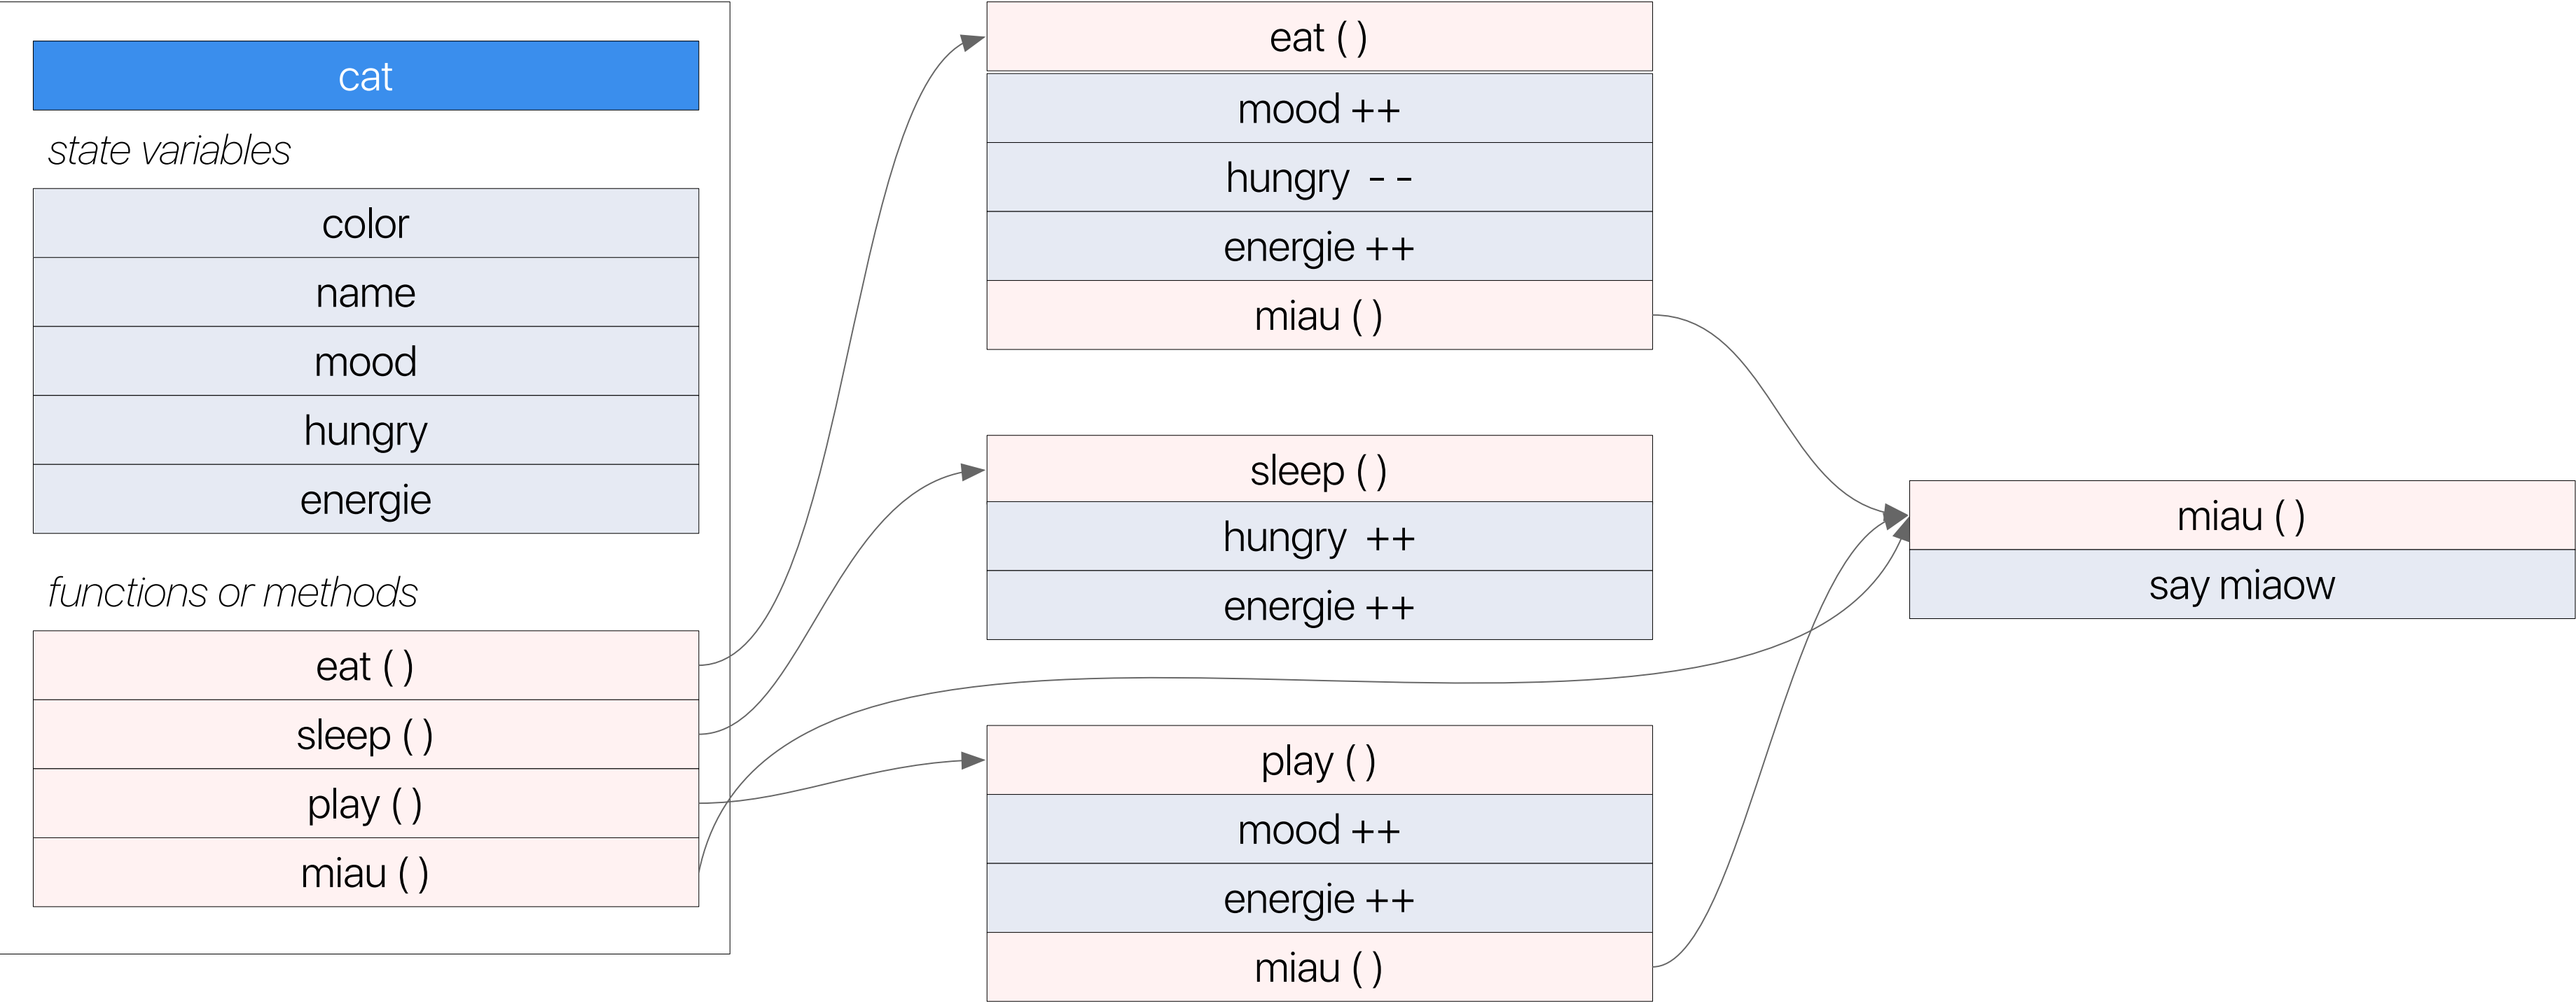 cat
state variables
color
name
mood
hungry
energie
functions or methods
eat ( )
sleep ( )
play ( )
miau ( )
eat ( )
mood ++
hungry - -
energie ++
miau ( )
sleep ( )
hungry ++
energie ++
play ( )
mood ++
energie ++
miau ( )
miau ( )
say miaow